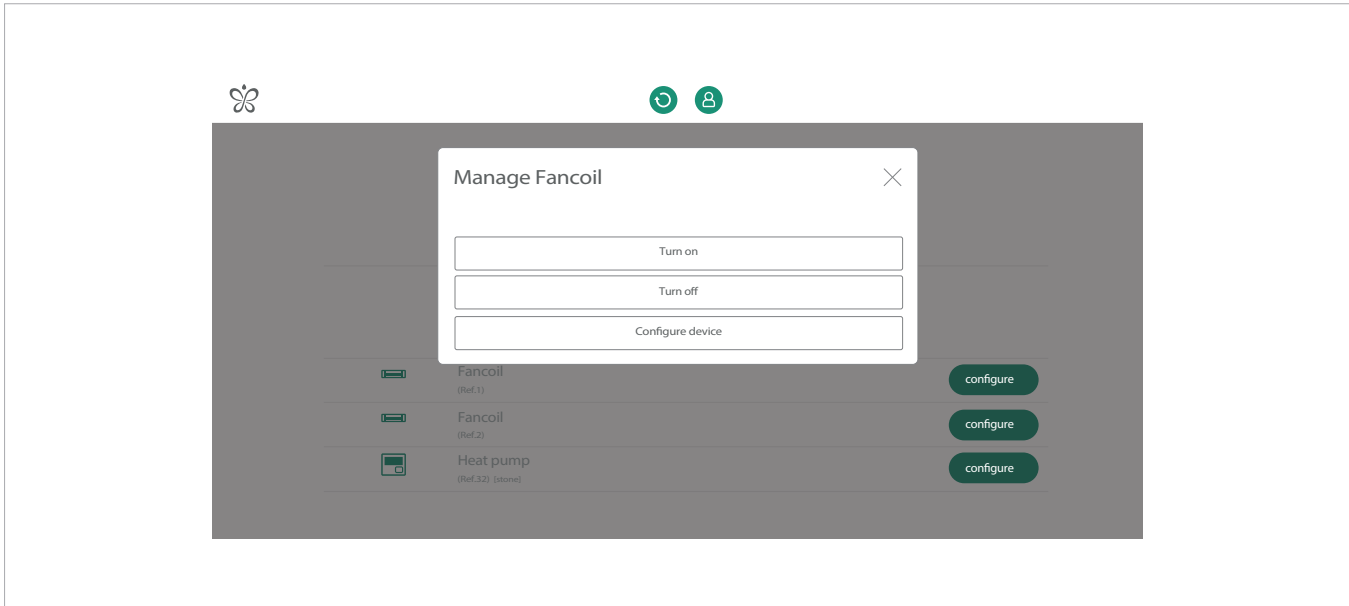 Manage Fancoil
Turn on
Turn off
Configure device
Fancoil
(Ref.1)
configure
Fancoil
(Ref.2)
configure
Heat pump
(Ref.32) [stone]
configure